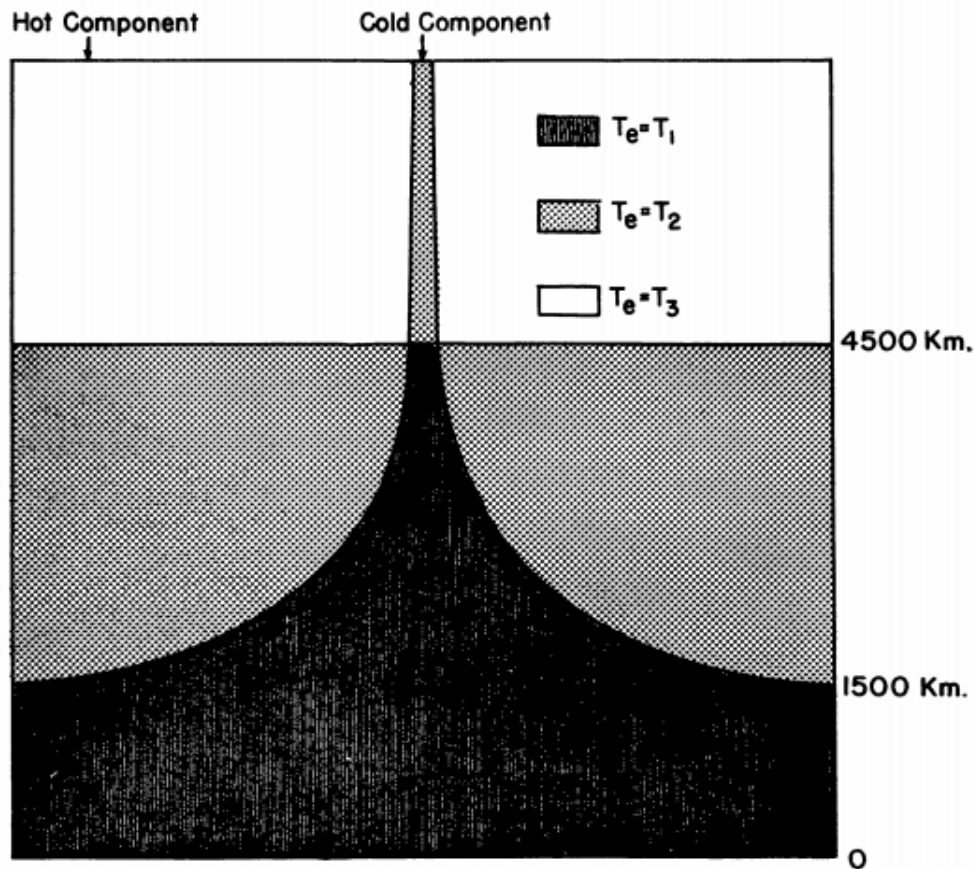 Hot Component
Cold Component
Te=T1
Te=T2
Te=T3
4500 Km.
1500 Km.
0